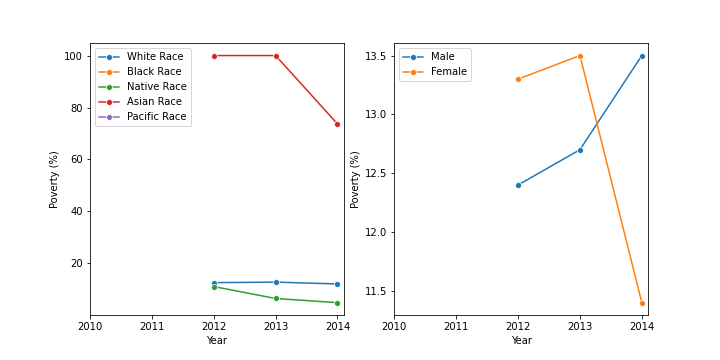 100
80
60
40
20
Poverty (%)
White Race
Black Race
Native Race
Asian Race
Pacific Race
2010 2011 2012 2013 2014
Year
13.5
13.0
12.5
12.0
11.5
Poverty (%)
Male
Female
2010 2011 2012 2013 2014
Year